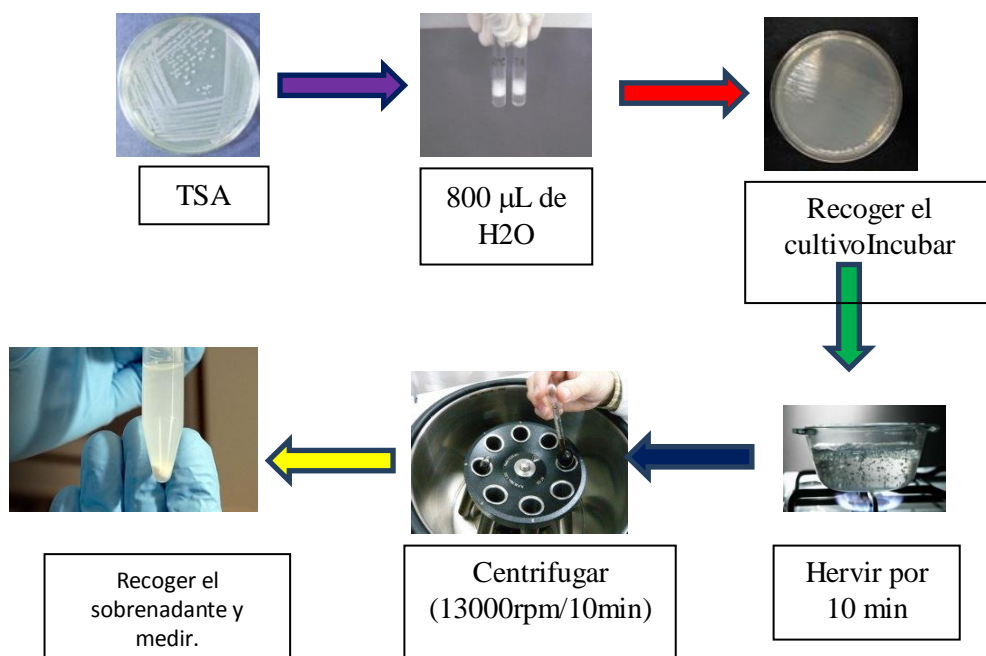 TSA
800 μL de
H2O
Recoger el
cultivoIncubar
Hervir por
10 min
Centrifugar
(13000rpm/10min)
Recoger el
sobrenadante y
medir.